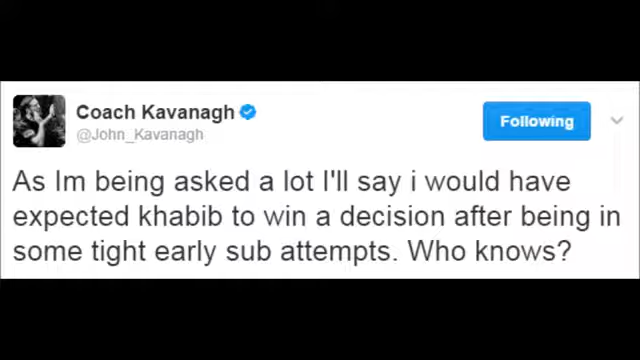 Coach Kavanagh
@John_Kavanagh
Following
As Im being asked a lot I'll say i would have
expected khabib to win a decision after being in
some tight early sub attempts. Who knows?